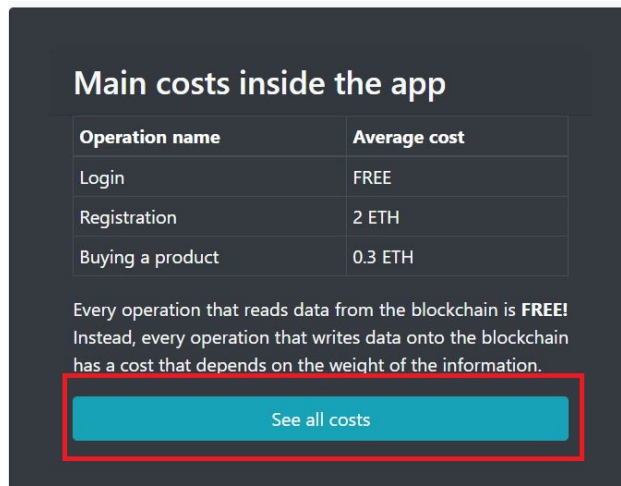 Main costs inside the app
Operation name Average cost
Login FREE
Registration 2 ETH
Buying a product 0.3 ETH
Every operation that reads data from the blockchain is FREE!
Instead, every operation that writes data onto the blockchain
has a cost that depends on the weight of the information.
See all costs